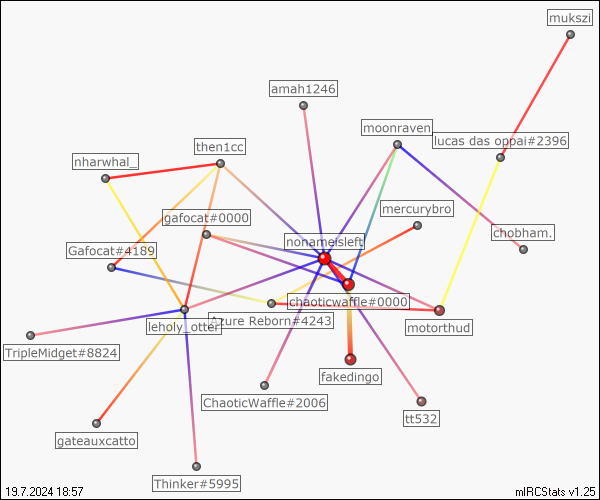 mukszi
amah1246
moonraven
lucas das oppai#2396
then1cc
nharwhal_
gafocat#0000
mercurybro
chobham.
nonameisleft
Gafocat#4189
chaoticwaffle#0000
leholy_otter
Azure Reborn#4243
motorthud
TripleMidget#8824
fakedingo
ChaoticWaffle#2006
tt532
gateauxcatto
Thinker#5995
19.7.2024 18:57
mIRCStats v1.25